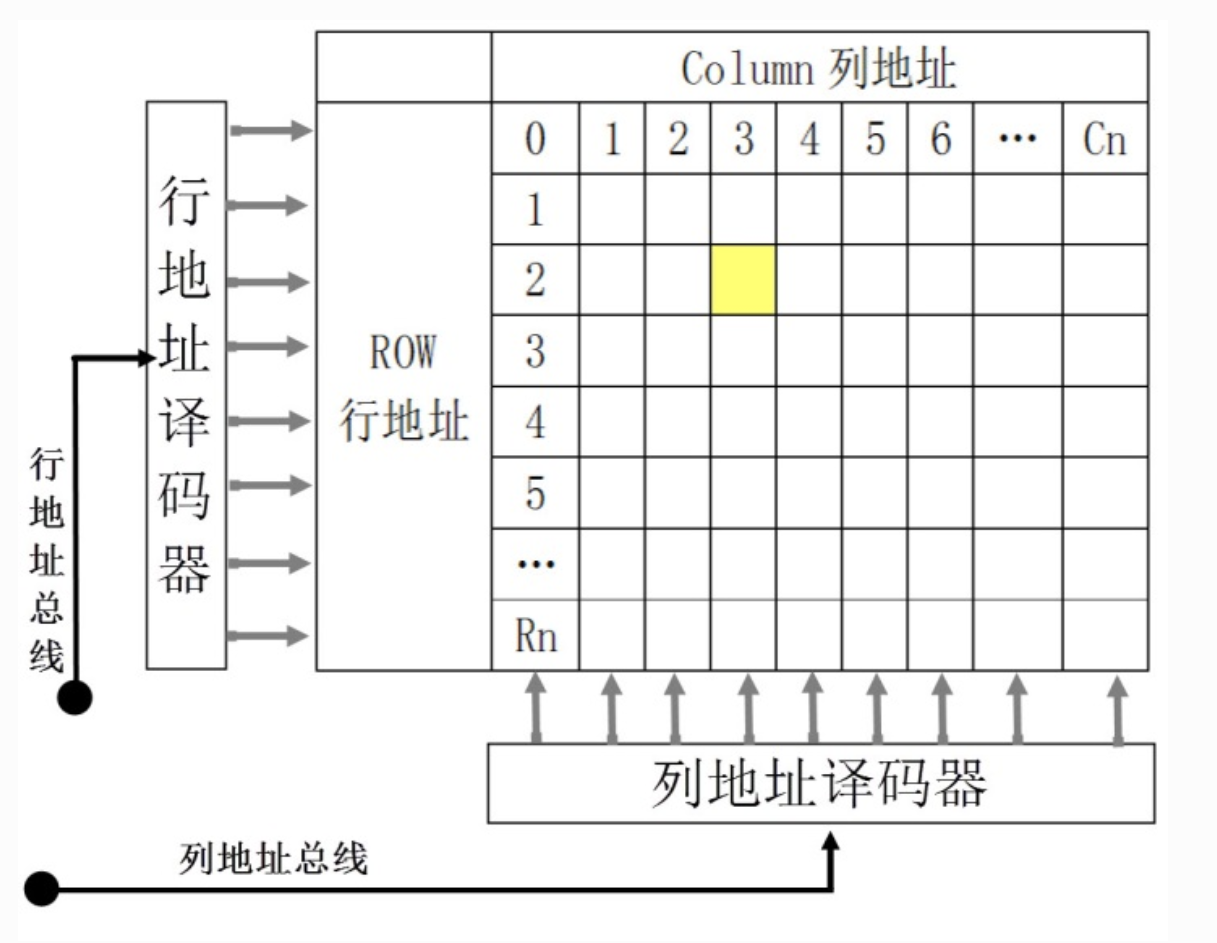 Column 列地址
0 1 2 3 4 5 6 … Cn
1
2
3
4
5
…
Rn
ROW
行地址
行地址译码器
行地址总线
列地址译码器
列地址总线